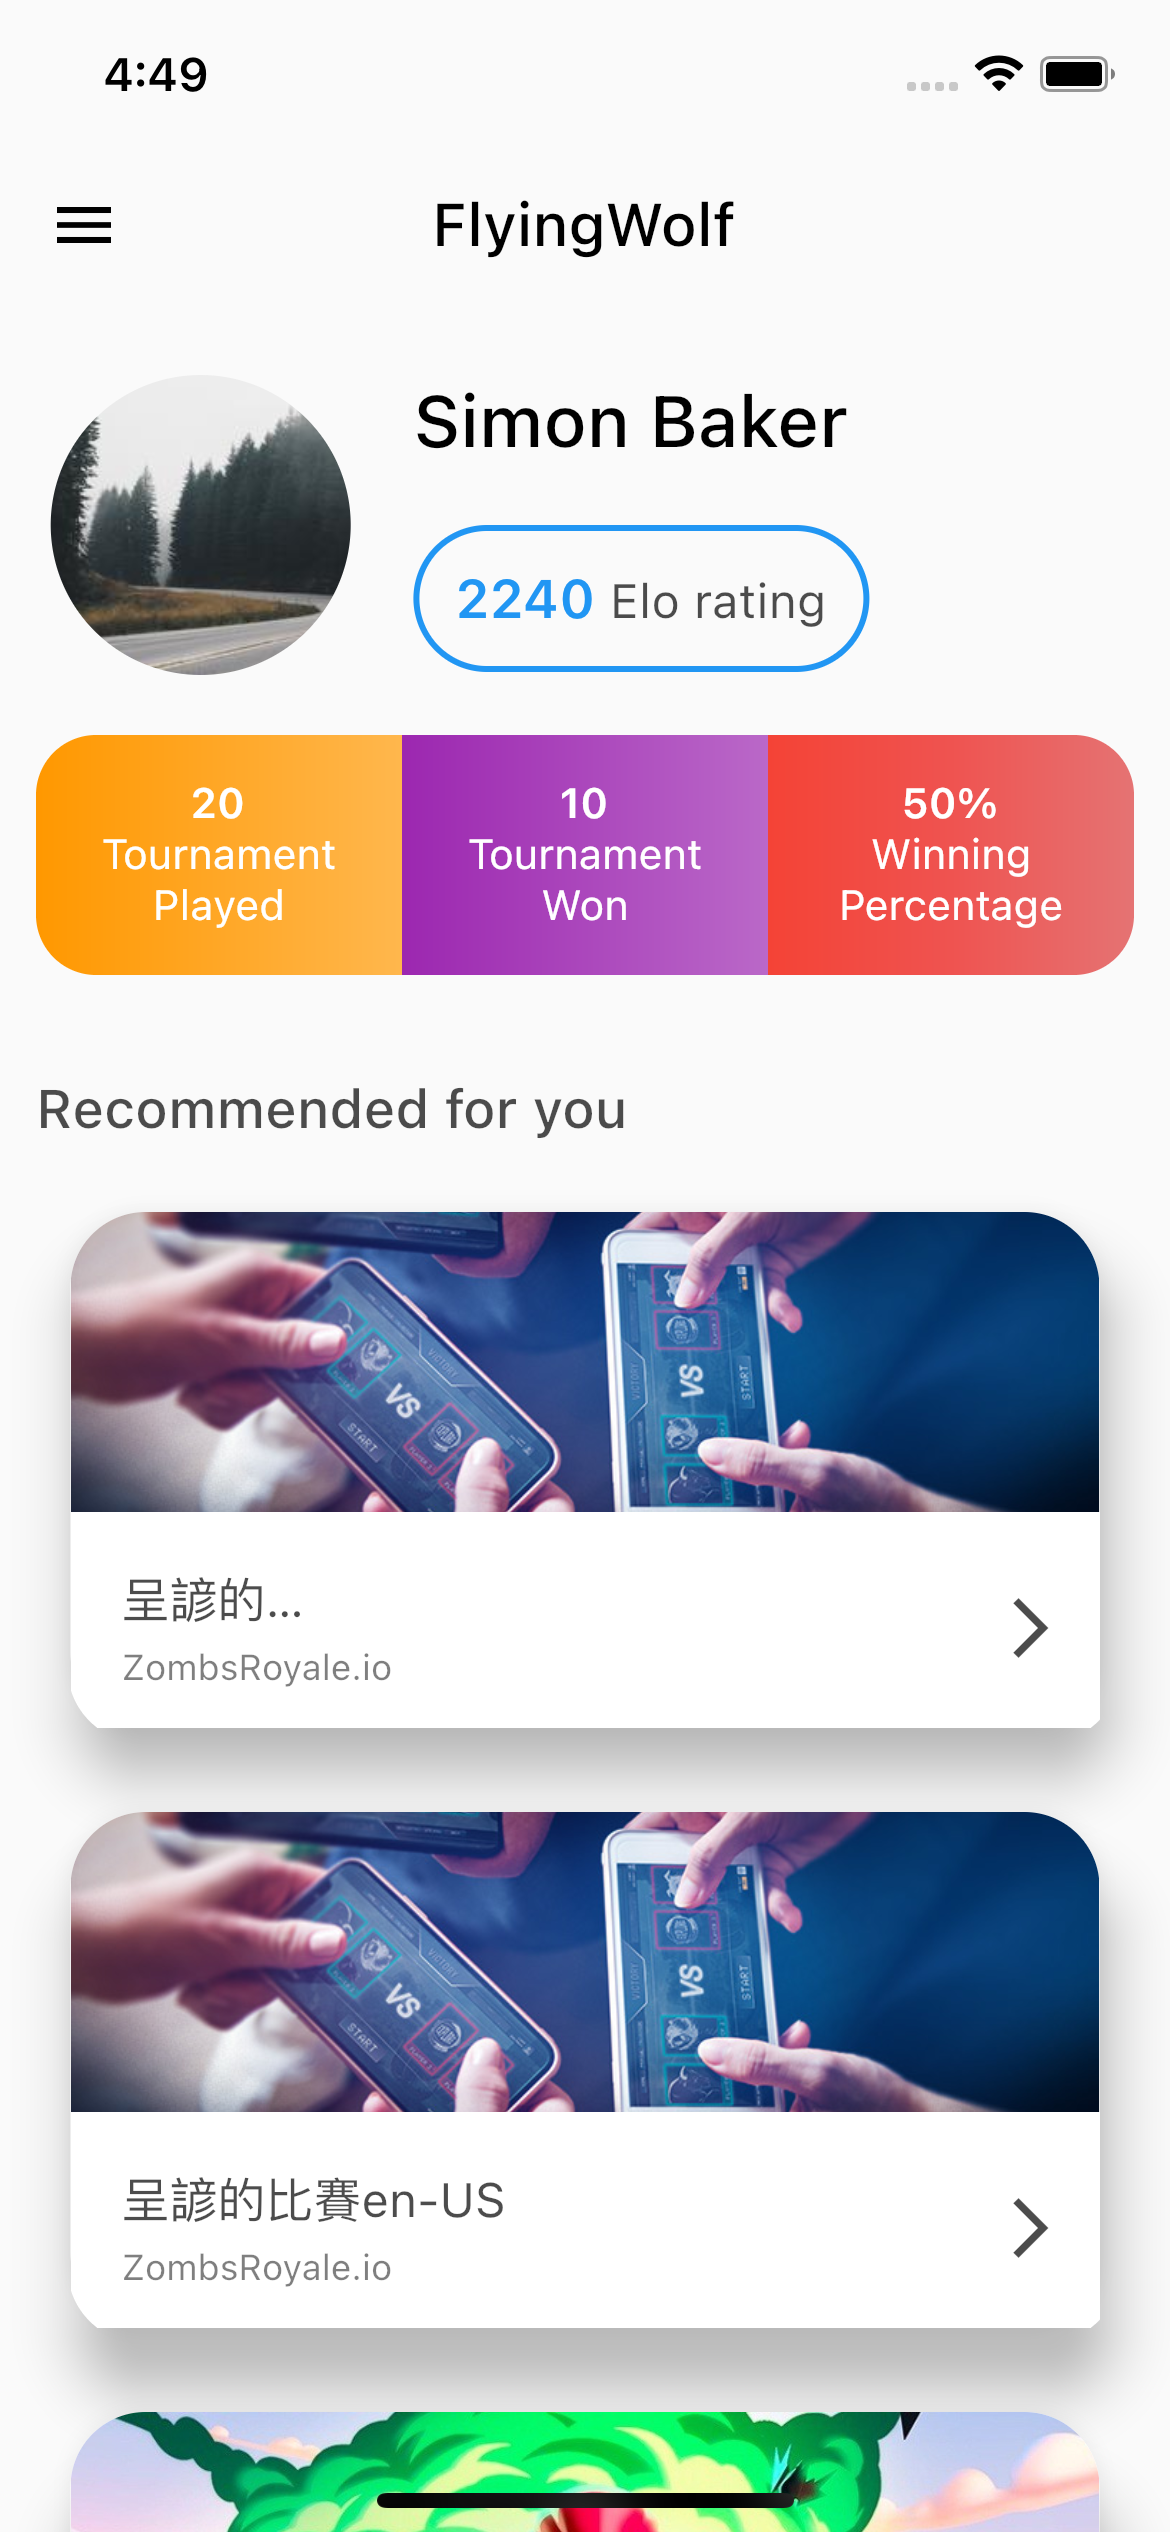 4:49
FlyingWolf
Simon Baker
2240 Elo rating
20
Tournament
Played
10
Tournament
Won
50%
Winning
Percentage
Recommended for you
VICTORY
VS
START
VICTORY
VS
START
呈諺的...
ZombsRoyale.io
VICTORY
VS
START
VICTORY
VS
START
呈諺的比賽en-US
ZombsRoyale.io